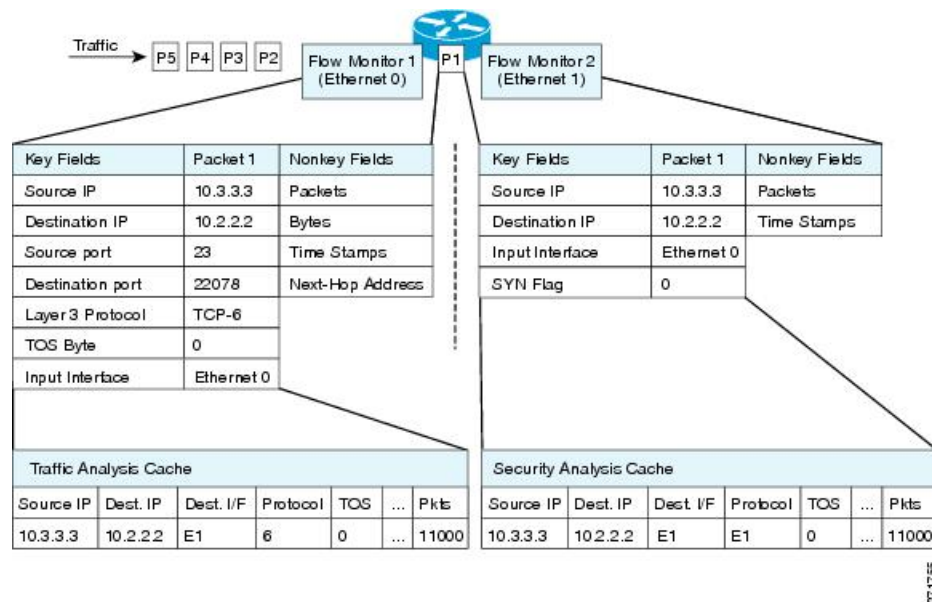 Traffic
P5 P4 P3 P2
Flow Monitor 1
(Ethernet 0)
P1
Flow Monitor 2
(Ethernet 1)
Key Fields Packet 1 Nonkey Fields
Source IP 10.3.3.3 Packets
Destination IP 10.2.2.2 Bytes
Source port 23 Time Stamps
Destination port 22078 Next-Hop Address
Layer 3 Protocol TCP-6
TOS Byte 0
Input Interface Ethernet 0
Key Fields Packet 1 Nonkey Fields
Source IP 10.3.3.3 Packets
Destination IP 10.2.2.2 Time Stamps
Input Interface Ethernet 0
SYN Flag 0
Traffic Analysis Cache
Source IP Dest. IP Dest. I/F Protocol TOS ... Pkts
10.3.3.3 10.2.2.2 E1 6 0 ... 11000
Security Analysis Cache
Source IP Dest. IP Dest. I/F Protocol TOS ... Pkts
10.3.3.3 10.2.2.2 E1 E1 0 ... 11000
271755